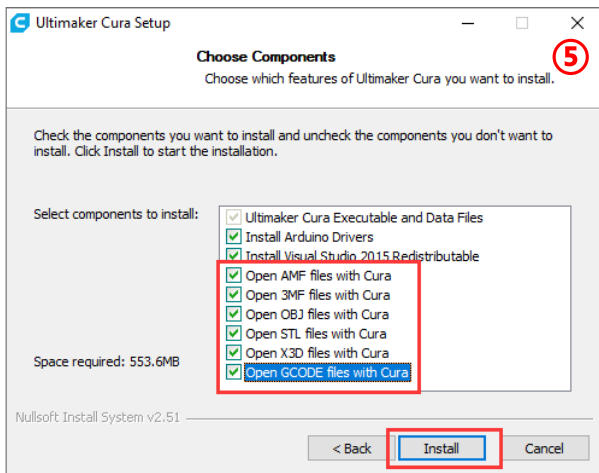 Ultimaker Cura Setup
⑤
Choose Components
Choose which features of Ultimaker Cura you want to install.
Check the components you want to install and uncheck the components you don't want to
install. Click Install to start the installation.
Select components to install:
Ultimaker Cura Executable and Data Files
Install Arduino Drivers
Install Visual Studio 2015 Redistributable
Open AMF files with Cura
Open 3MF files with Cura
Open OBJ files with Cura
Open STL files with Cura
Open X3D files with Cura
Open GCODE files with Cura
Space required: 553.6MB
Nullsoft Install System v2.51
< Back Install Cancel